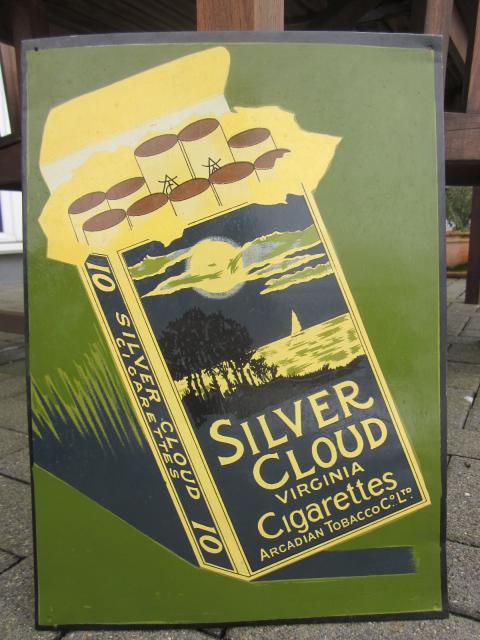 10 SILVER CLOUD 10
CIGARETTES
SILVER
CLOUD
VIRGINIA
Cigarettes
ARCADIAN TOBACCO Co. LTD.